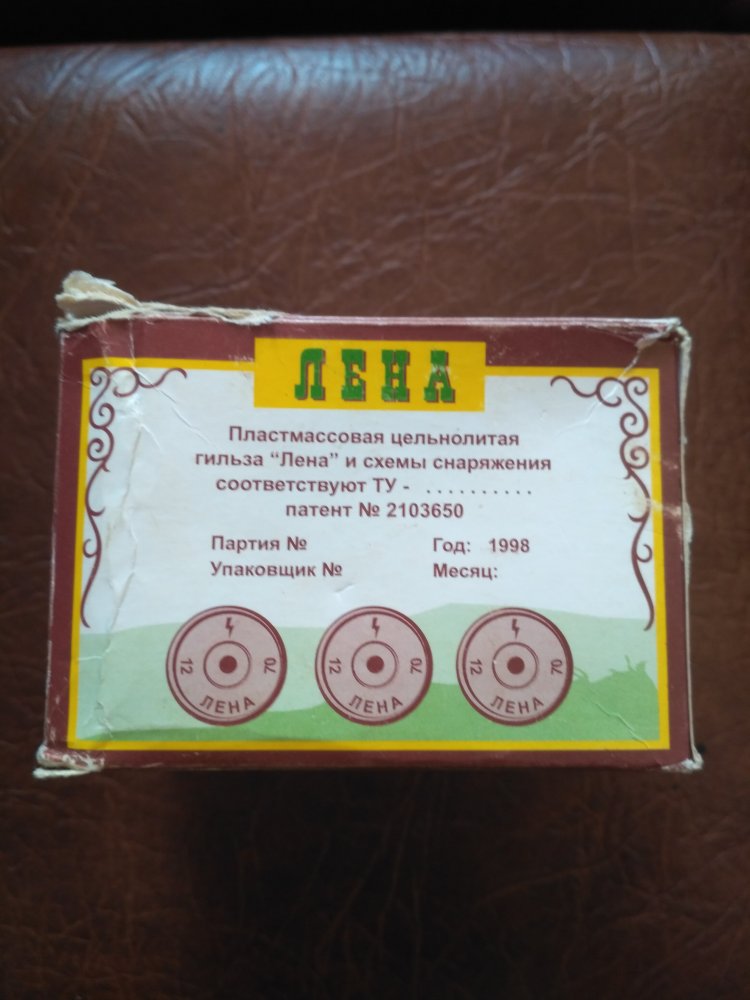 ЛЕНА
Пластмассовая цельнолитая
гильза “Лена” и схемы снаряжения
соответствуют ТУ - . . . . . . . . . .
патент № 2103650
Партия № Год: 1998
Упаковщик № Месяц:
12 70 12 70 12 70
ЛЕНА ЛЕНА ЛЕНА